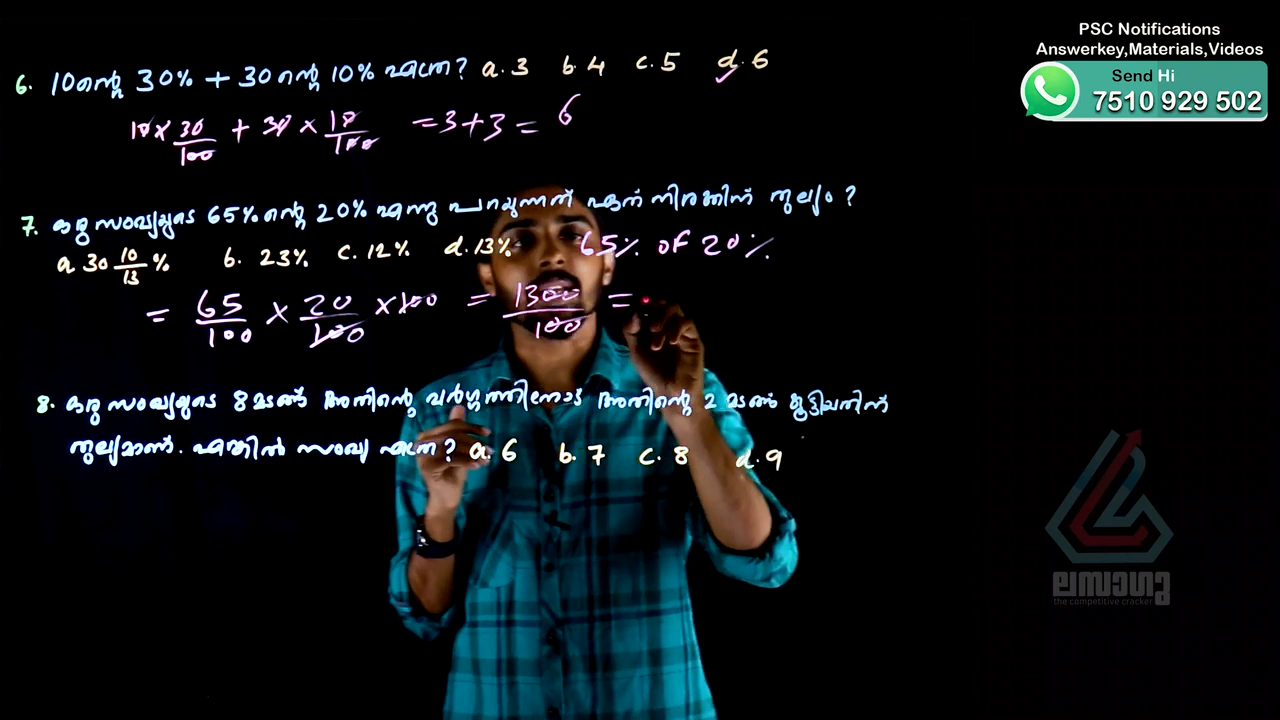 PSC Notifications
Answerkey,Materials,Videos
Send Hi
7510 929 502
6. 10ന്റെ 30% + 30ന്റെ 10% എത്ര? a. 3 b. 4 c. 5 d. 6
10 × 30/100 + 30 × 10/100 = 3 + 3 = 6
7. ഒരു സംഖ്യയുടെ 65%ന്റെ 20% എന്നു പറയുന്നത് ഏത് നിരക്കിന് തുല്യം?
a 30 10/13 % b. 23% c. 12% d. 13% 65% of 20%
= 65/100 × 20/100 × 100 = 1300/100 =
8. ഒരു സംഖ്യയുടെ 8 മടങ്ങ് അതിന്റെ വർഗ്ഗത്തിനോട് അതിന്റെ 2 മടങ്ങ് കൂട്ടിയതിന്
തുല്യമാണ്. എങ്കിൽ സംഖ്യ എത്ര? a. 6 b. 7 c. 8 d. 9
the competitive cracker